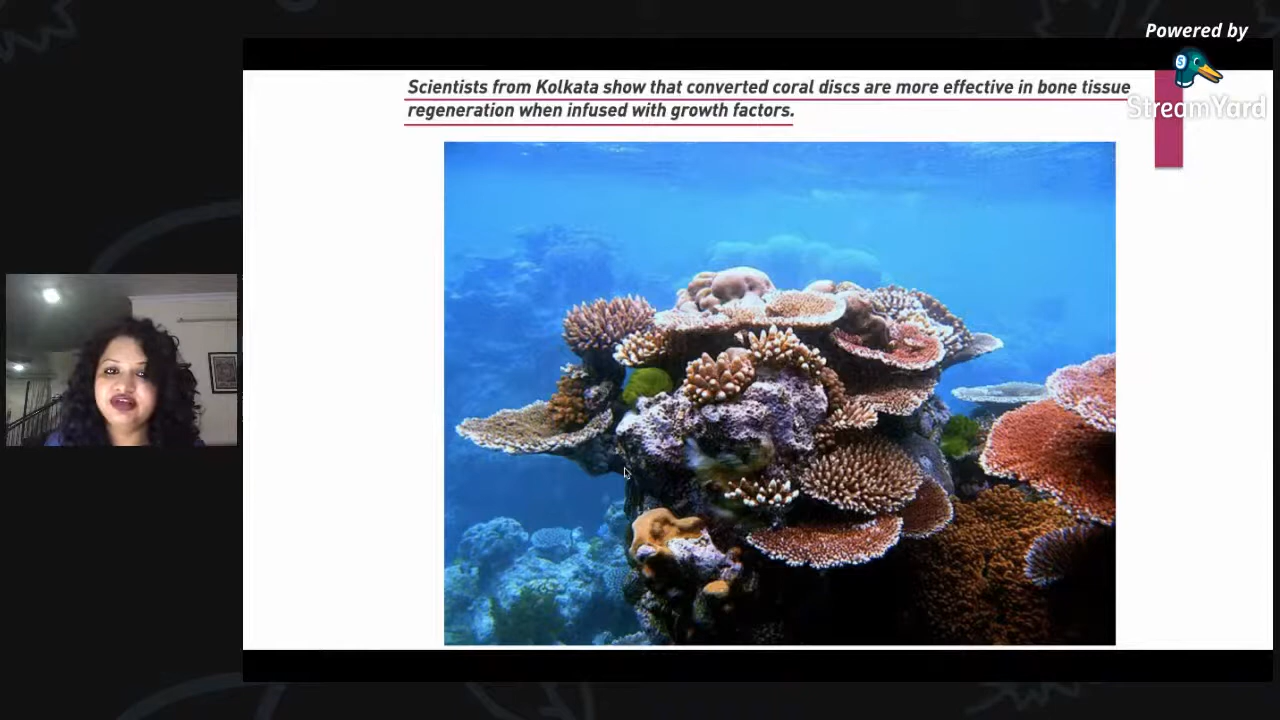 Powered by
Scientists from Kolkata show that converted coral discs are more effective in bone tissue
regeneration when infused with growth factors.
StreamYard